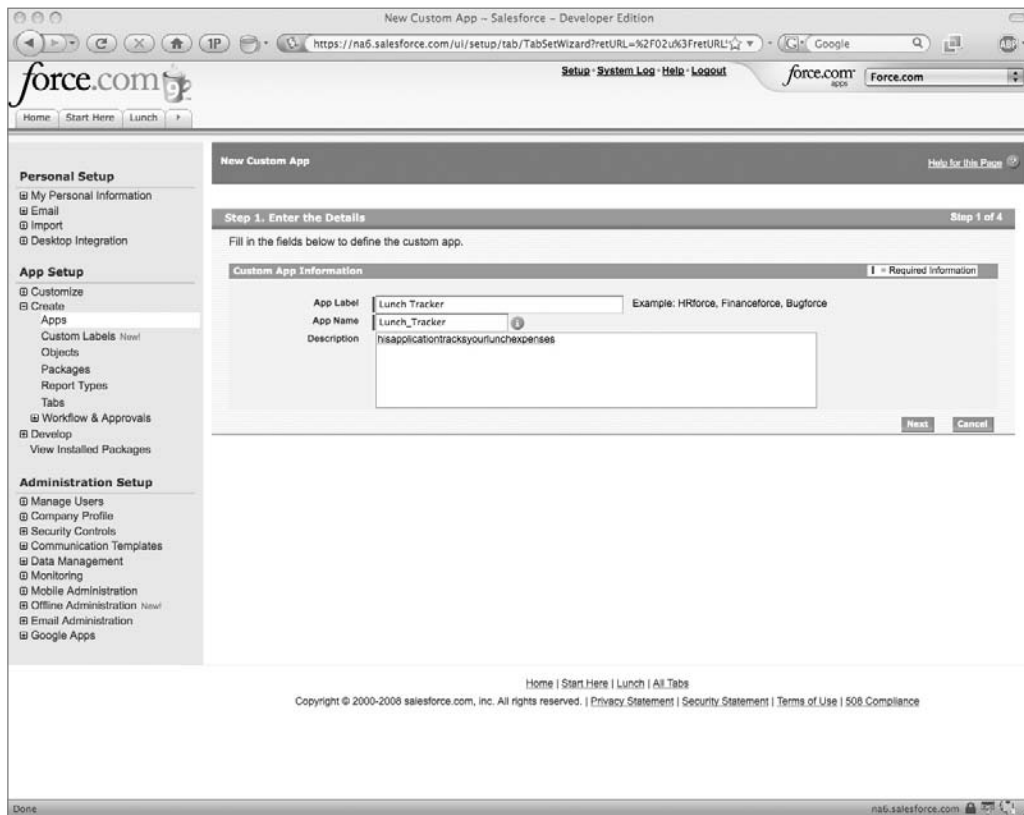 New Custom App – Salesforce – Developer Edition
1P
https://na6.salesforce.com/ui/setup/tab/TabSetWizard?retURL=%2F02u%3FretURL
Google
ABP
force.com
Setup · System Log · Help · Logout
force.com apps
Force.com
Home
Start Here
Lunch
New Custom App
Help for this Page
Personal Setup
My Personal Information
Email
Import
Desktop Integration
App Setup
Customize
Create
Apps
Custom Labels New!
Objects
Packages
Report Types
Tabs
Workflow & Approvals
Develop
View Installed Packages
Administration Setup
Manage Users
Company Profile
Security Controls
Communication Templates
Data Management
Monitoring
Mobile Administration
Offline Administration New!
Email Administration
Google Apps
Step 1. Enter the Details
Step 1 of 4
Fill in the fields below to define the custom app.
Custom App Information
= Required Information
App Label Lunch Tracker Example: HRforce, Financeforce, Bugforce
App Name Lunch_Tracker
Description hisapplicationtracksyourlunchexpenses
Next
Cancel
Home | Start Here | Lunch | All Tabs
Copyright © 2000-2008 salesforce.com, inc. All rights reserved. | Privacy Statement | Security Statement | Terms of Use | 508 Compliance
Done
na6.salesforce.com